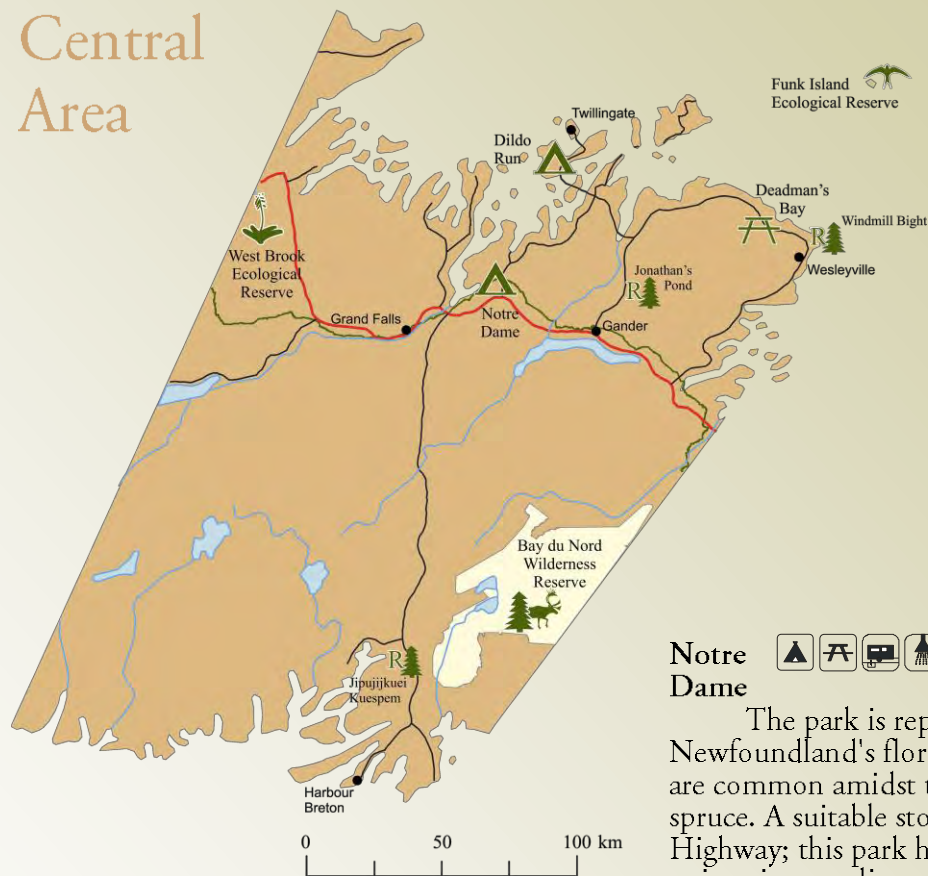 Central
Area
Funk Island
Ecological Reserve
Twillingate
Dildo
Run
Deadman's
Bay
R
Windmill Bight
Wesleyville
West Brook
Ecological
Reserve
Jonathan's
R
Pond
Grand Falls
Notre
Dame
Gander
Bay du Nord
Wilderness
Reserve
R
Jipujijkuei
Kuespem
Harbour
Breton
0 50 100 km
Notre
Dame
The park is rep
Newfoundland's flor
are common amidst t
spruce. A suitable sto
Highway; this park h